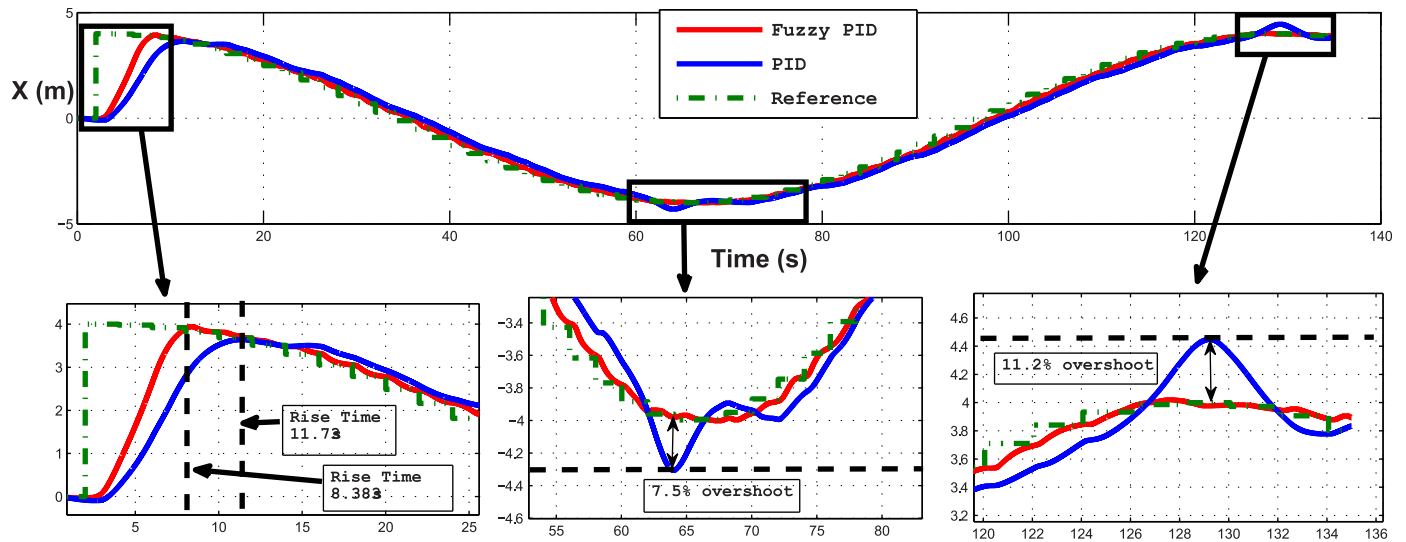 5
X (m)
0
−5
Fuzzy PID
PID
Reference
0 20 40 60 80 100 120 140
Time (s)
4
3
2
1
0
Rise Time
11.73s
Rise Time
8.383s
5 10 15 20 25
−3.4
−3.6
−3.8
−4
−4.2
−4.4
−4.6
7.5% overshoot
55 60 65 70 75 80
4.6
4.4
4.2
4
3.8
3.6
3.4
3.2
11.2% overshoot
120 122 124 126 128 130 132 134 136